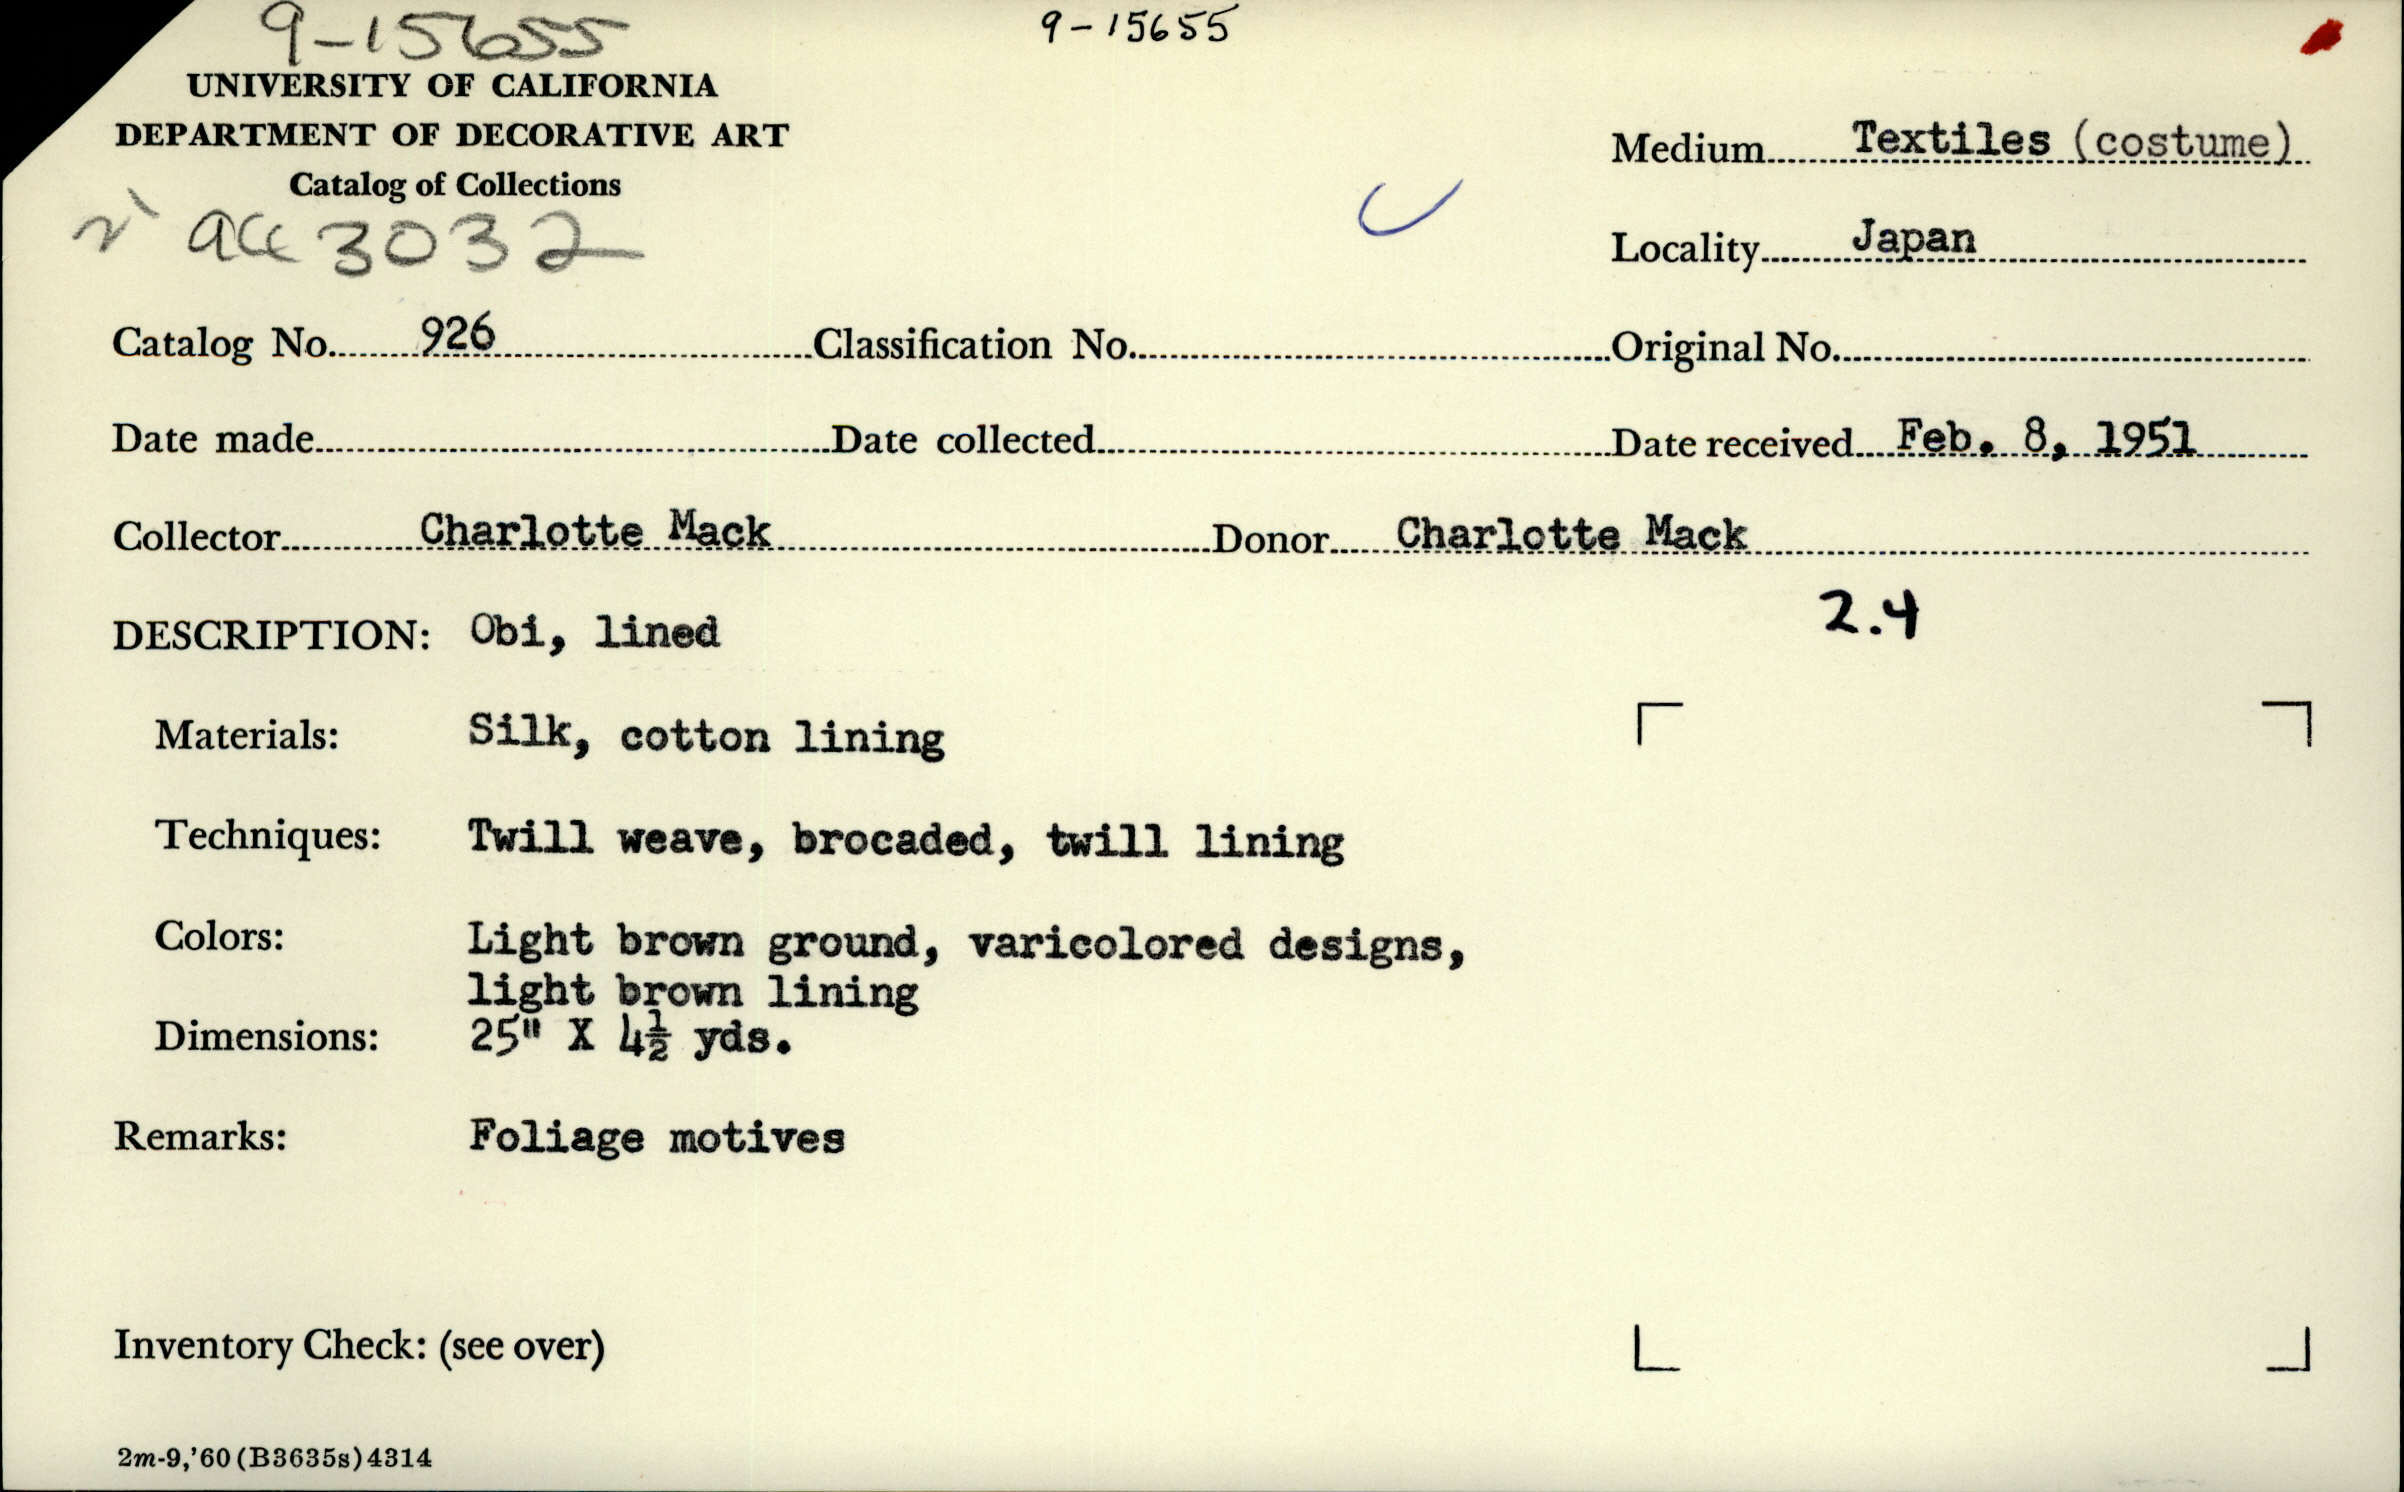 9-15655
9-15655
UNIVERSITY OF CALIFORNIA
DEPARTMENT OF DECORATIVE ART
Catalog of Collections
acc 3032
Medium Textiles (costume)
Locality Japan
Catalog No. 926 Classification No. Original No.
Date made Date collected Date received Feb. 8, 1951
Collector Charlotte Mack Donor Charlotte Mack
2.4
DESCRIPTION: Obi, lined
Materials: Silk, cotton lining
Techniques: Twill weave, brocaded, twill lining
Colors: Light brown ground, varicolored designs,
light brown lining
Dimensions: 25" X 4½ yds.
Remarks: Foliage motives
Inventory Check: (see over)
2m-9,'60(B3635s)4314